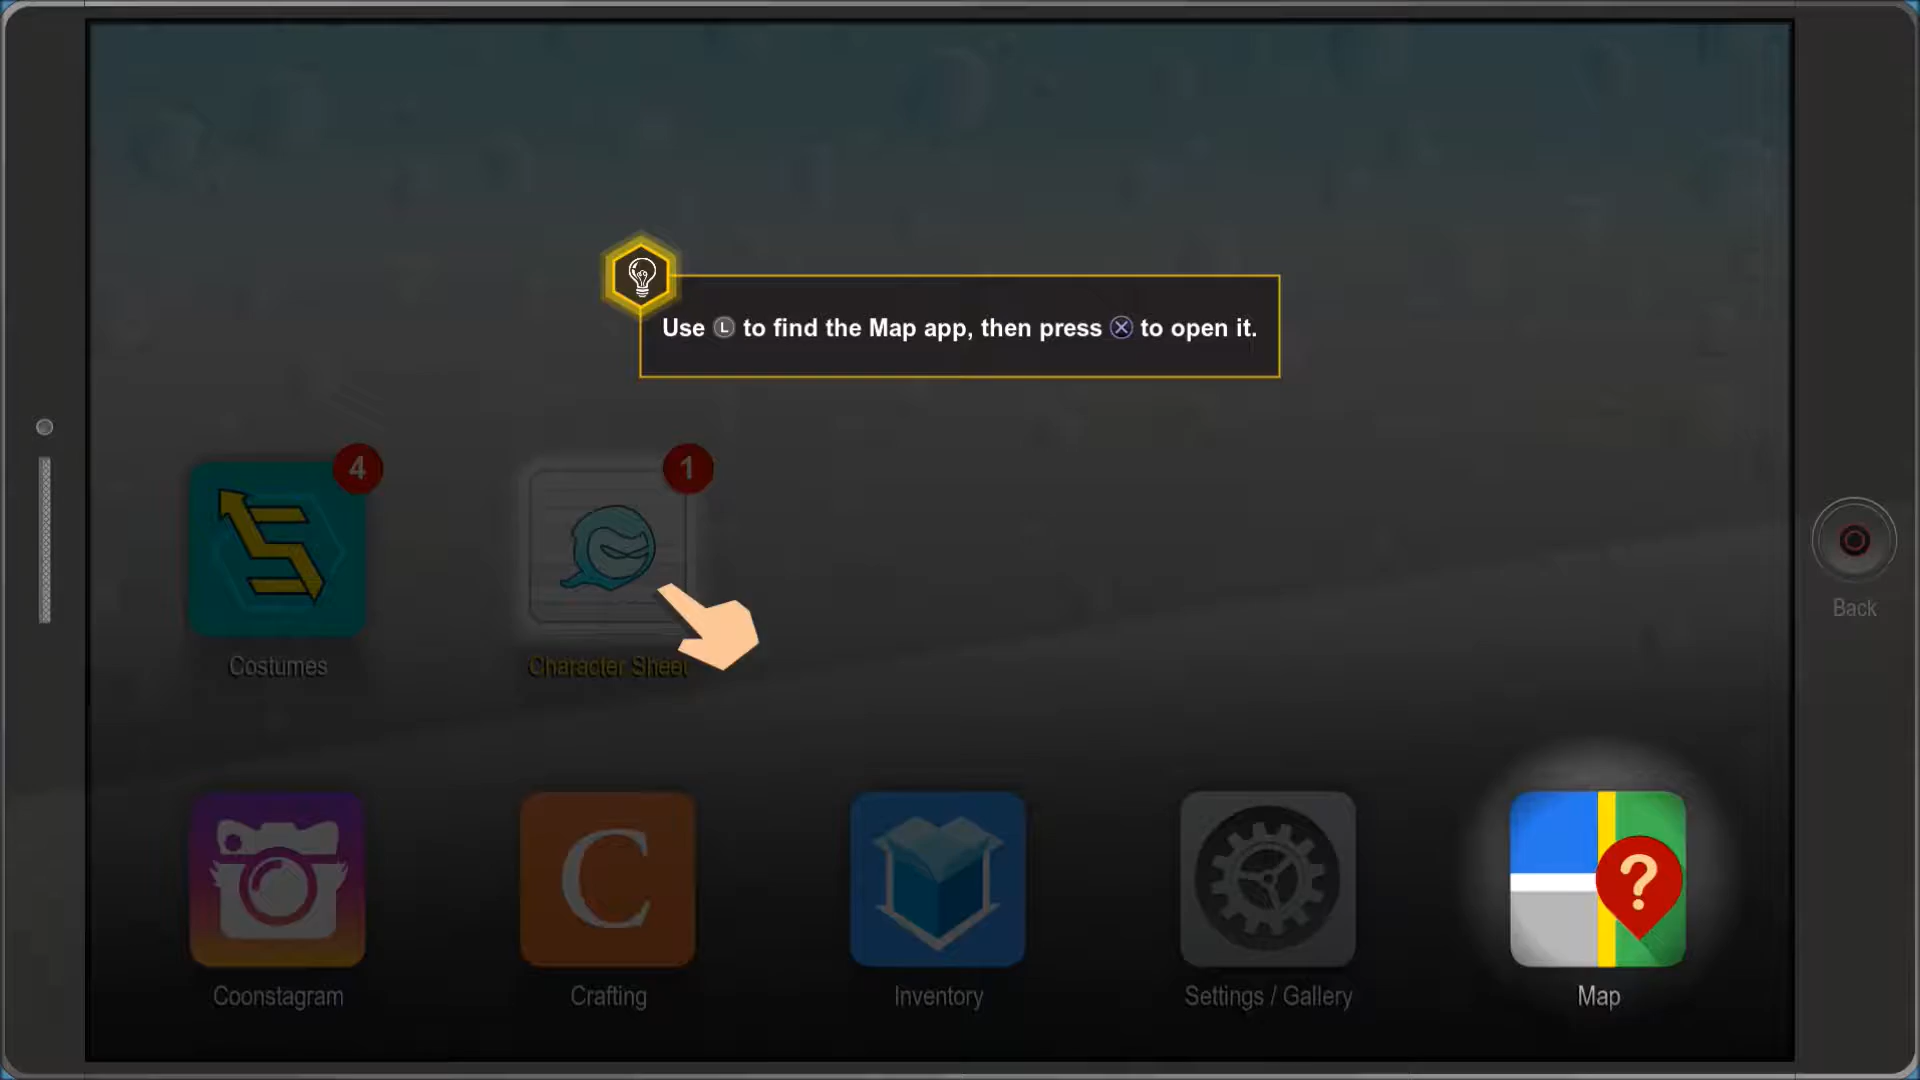 Use L to find the Map app, then press X to open it.
4
1
Costumes
Character Sheet
Back
C
?
Coonstagram
Crafting
Inventory
Settings / Gallery
Map